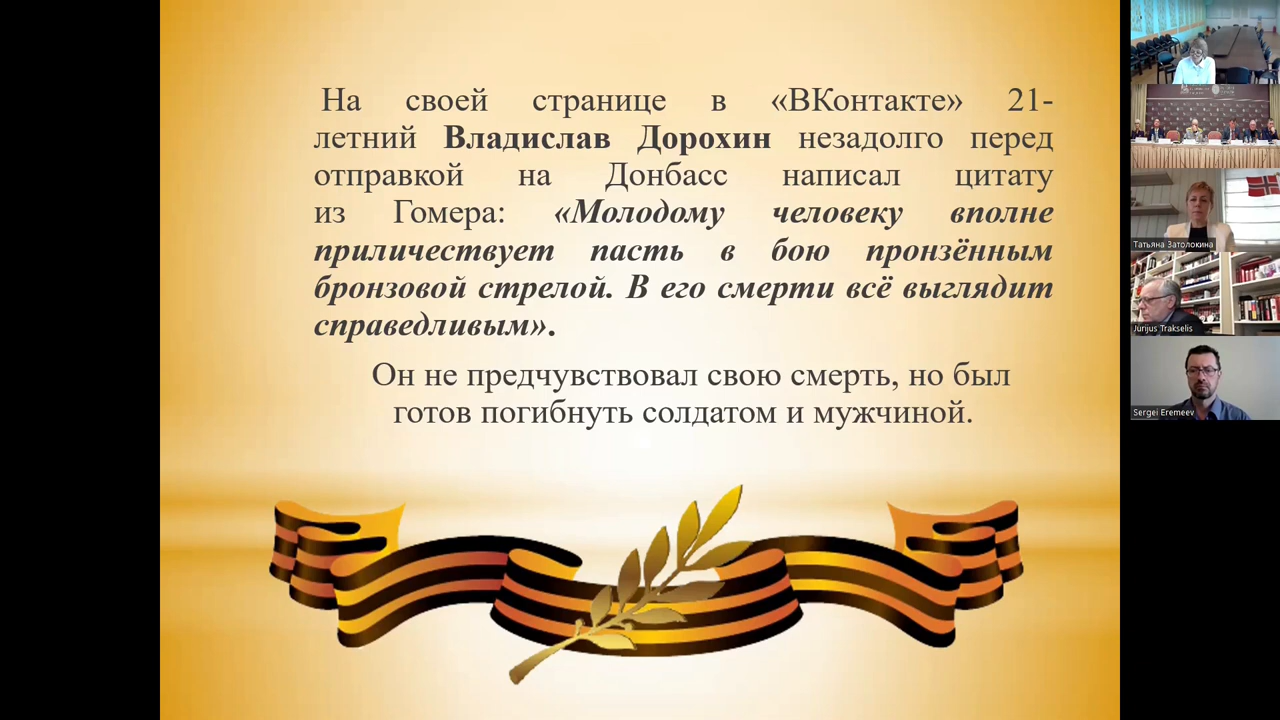 На своей странице в «ВКонтакте» 21-
летний Владислав Дорохин незадолго перед
отправкой на Донбасс написал цитату
из Гомера: «Молодому человеку вполне
приличествует пасть в бою пронзённым
бронзовой стрелой. В его смерти всё выглядит
справедливым».
Он не предчувствовал свою смерть, но был
готов погибнуть солдатом и мужчиной.
Татьяна Затолокина
Jurijus Trakselis
Sergei Eremeev